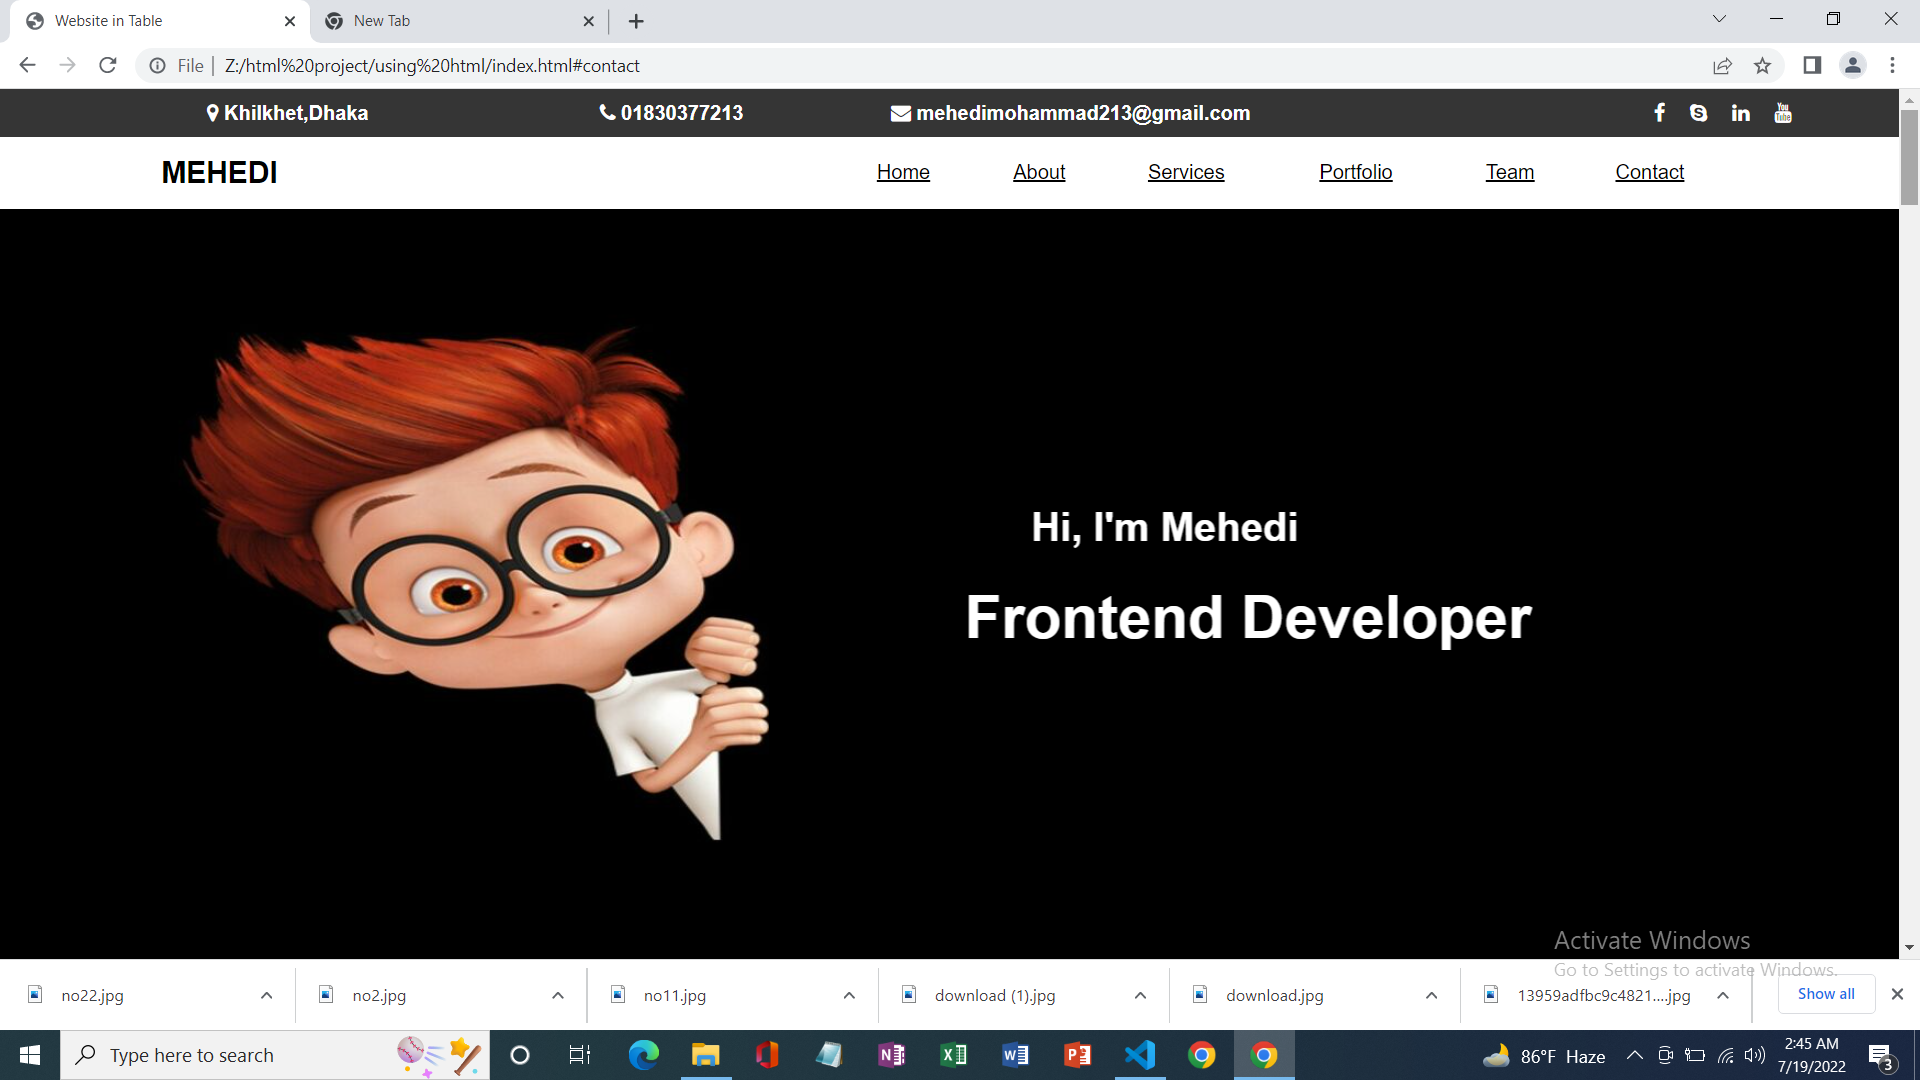 Website in Table
New Tab
File | Z:/html%20project/using%20html/index.html#contact
Khilkhet,Dhaka 01830377213 mehedimohammad213@gmail.com
You
Tube
MEHEDI Home About Services Portfolio Team Contact
Hi, I'm Mehedi
Frontend Developer
Activate Windows
Go to Settings to activate Windows.
no22.jpg no2.jpg no11.jpg download (1).jpg download.jpg 13959adfbc9c4821....jpg Show all
Type here to search 86°F Haze 2:45 AM
7/19/2022 3